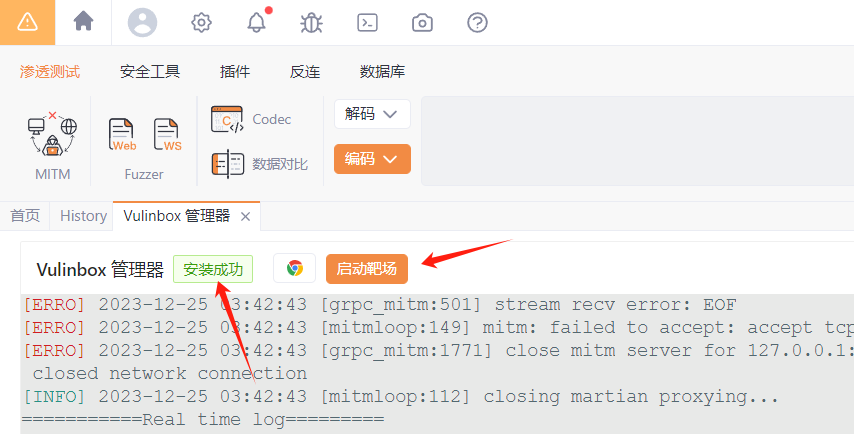 渗透测试 安全工具 插件 反连 数据库
MITM
Web
WS
Fuzzer
C
Codec
数据对比
解码
编码
首页 History Vulinbox 管理器
Vulinbox 管理器 安装成功 启动靶场
[ERRO] 2023-12-25 03:42:43 [grpc_mitm:501] stream recv error: EOF
[ERRO] 2023-12-25 03:42:43 [mitmloop:149] mitm: failed to accept: accept tcp
[ERRO] 2023-12-25 03:42:43 [grpc_mitm:1771] close mitm server for 127.0.0.1:
closed network connection
[INFO] 2023-12-25 03:42:43 [mitmloop:112] closing martian proxying...
===========Real time log=========